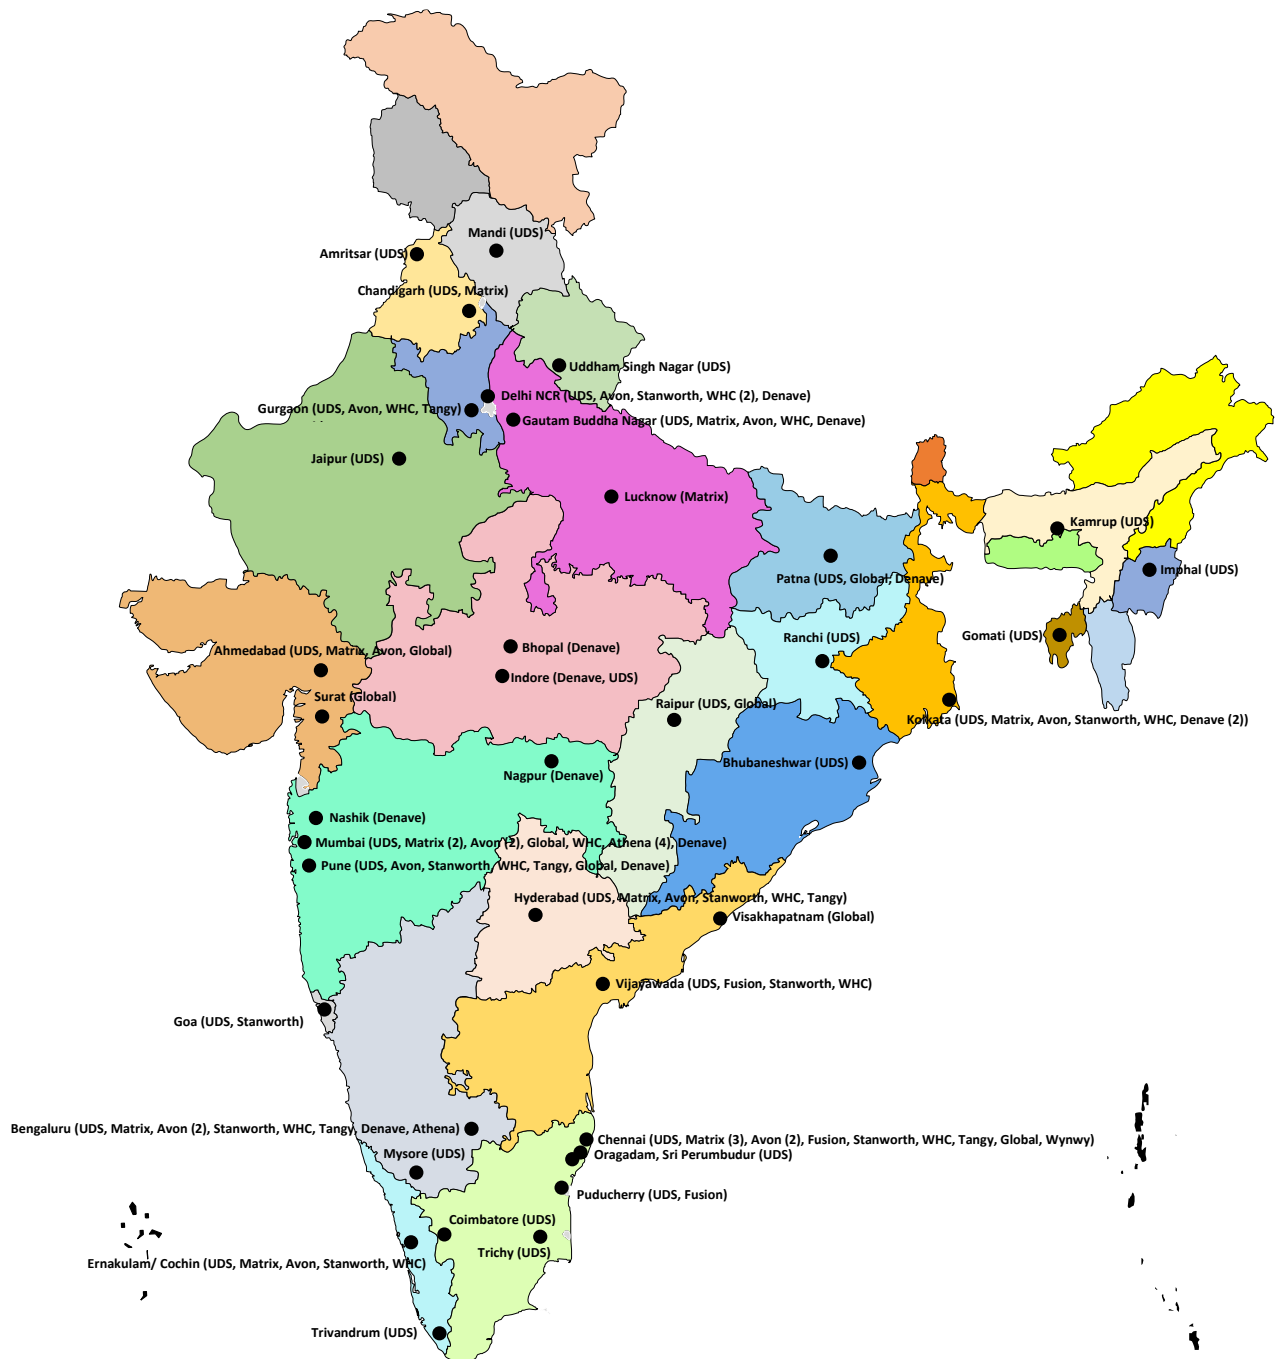 Mandi (UDS)
Amritsar (UDS)
Chandigarh (UDS, Matrix)
Uddham Singh Nagar (UDS)
Delhi NCR (UDS, Avon, Stanworth, WHC (2), Denave)
Gurgaon (UDS, Avon, WHC, Tangy)
Gautam Buddha Nagar (UDS, Matrix, Avon, WHC, Denave)
Jaipur (UDS)
Lucknow (Matrix)
Kamrup (UDS)
Imphal (UDS)
Patna (UDS, Global, Denave)
Gomati (UDS)
Ranchi (UDS)
Bhopal (Denave)
Ahmedabad (UDS, Matrix, Avon, Global)
Indore (Denave, UDS)
Surat (Global)
Raipur (UDS, Global)
Kolkata (UDS, Matrix, Avon, Stanworth, WHC, Denave (2))
Bhubaneshwar (UDS)
Nagpur (Denave)
Nashik (Denave)
Mumbai (UDS, Matrix (2), Avon (2), Global, WHC, Athena (4), Denave)
Pune (UDS, Avon, Stanworth, WHC, Tangy, Global, Denave)
Hyderabad (UDS, Matrix, Avon, Stanworth, WHC, Tangy)
Visakhapatnam (Global)
Vijayawada (UDS, Fusion, Stanworth, WHC)
Goa (UDS, Stanworth)
Bengaluru (UDS, Matrix, Avon (2), Stanworth, WHC, Tangy, Denave, Athena)
Chennai (UDS, Matrix (3), Avon (2), Fusion, Stanworth, WHC, Tangy, Global, Wynwy)
Oragadam, Sri Perumbudur (UDS)
Mysore (UDS)
Puducherry (UDS, Fusion)
Coimbatore (UDS)
Trichy (UDS)
Ernakulam/ Cochin (UDS, Matrix, Avon, Stanworth, WHC)
Trivandrum (UDS)